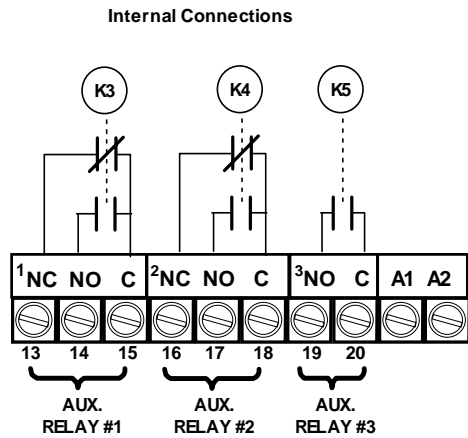 Internal Connections
K3 K4 K5
1NC NO C 2NC NO C 3NO C A1 A2
13 14 15 16 17 18 19 20
AUX. AUX. AUX.
RELAY #1 RELAY #2 RELAY #3